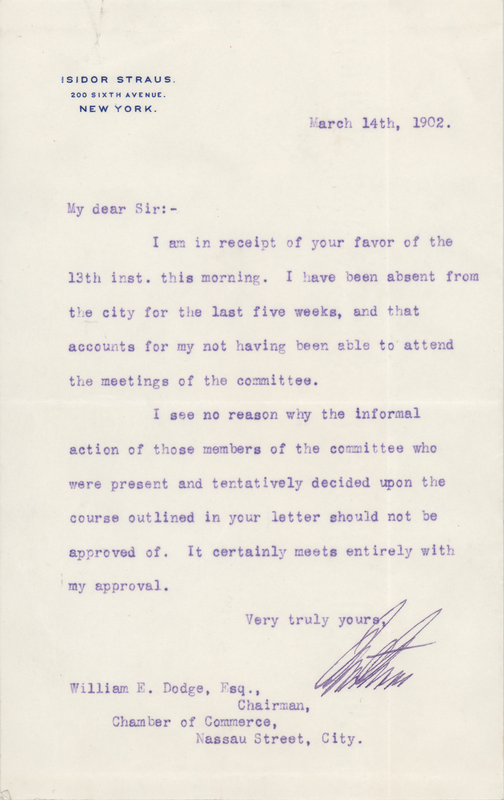 ISIDOR STRAUS.
200 SIXTH AVENUE.
NEW YORK.
March 14th, 1902.
My dear Sir:-
I am in receipt of your favor of the
13th inst. this morning. I have been absent from
the city for the last five weeks, and that
accounts for my not having been able to attend
the meetings of the committee.
I see no reason why the informal
action of those members of the committee who
were present and tentatively decided upon the
course outlined in your letter should not be
approved of. It certainly meets entirely with
my approval.
Very truly yours,
William E. Dodge, Esq.,
Chairman,
Chamber of Commerce,
Nassau Street, City.